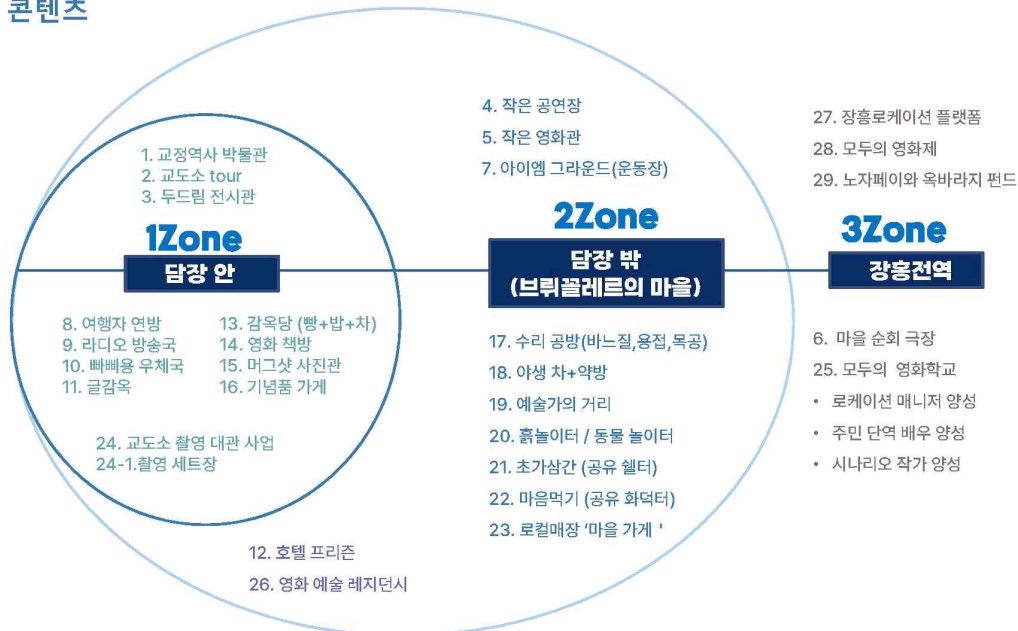 콘텐츠
1. 교정역사 박물관
2. 교도소 tour
3. 두드림 전시관
1Zone
담장 안
8. 여행자 연방
9. 라디오 방송국
10. 빠삐용 우체국
11. 글감옥
13. 감옥당 (빵+밥+차)
14. 영화 책방
15. 머그샷 사진관
16. 기념품 가게
24. 교도소 촬영 대관 사업
24-1.촬영 세트장
12. 호텔 프리즌
26. 영화 예술 레지던시
4. 작은 공연장
5. 작은 영화관
7. 아이엠 그라운드(운동장)
2Zone
담장 밖
(브뤼꼴레르의 마을)
17. 수리 공방(바느질,용접,목공)
18. 야생 차+약방
19. 예술가의 거리
20. 흙놀이터 / 동물 놀이터
21. 초가삼간 (공유 쉘터)
22. 마음먹기 (공유 화덕터)
23. 로컬매장 ‘마을 가게 '
27. 장흥로케이션 플랫폼
28. 모두의 영화제
29. 노자페이와 옥바라지 펀드
3Zone
장흥전역
6. 마을 순회 극장
25. 모두의 영화학교
• 로케이션 매니저 양성
• 주민 단역 배우 양성
• 시나리오 작가 양성